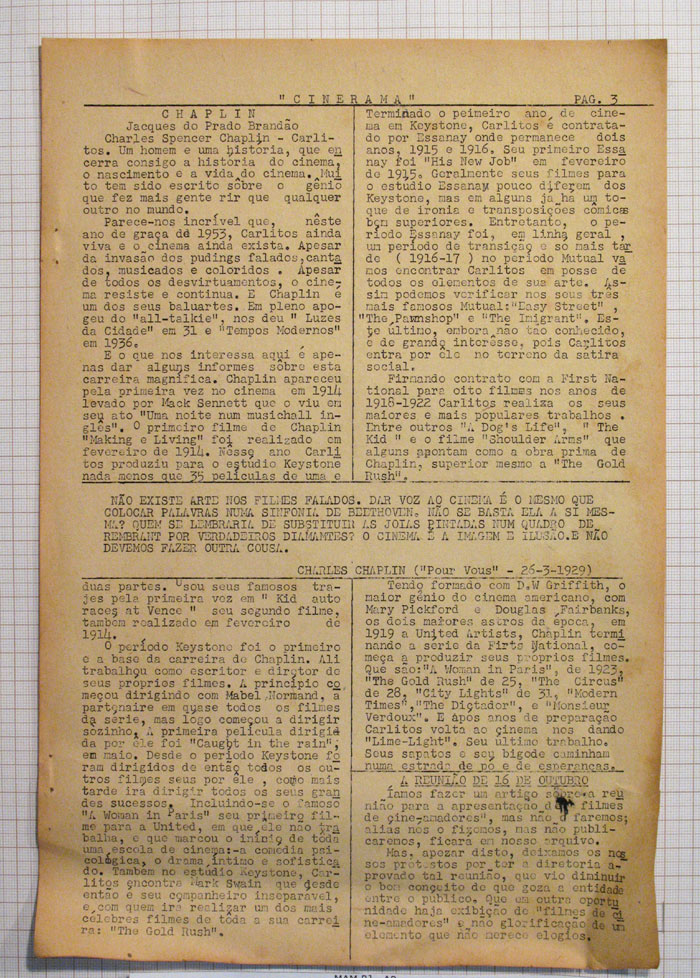 "CINERAMA" PAG. 3
CHAPLIN
Jacques do Prado Brandão
Charles Spencer Chaplin - Carli-
tos. Um homem e uma historia, que en
cerra consigo a historia do cinema,
o nascimento e a vida do cinema. Mui
to tem sido escrito sobre o gênio
que fez mais gente rir que qualquer
outro no mundo.
Parece-nos incrível que, nêste
ano de graça dd 1953, Carlitos ainda
viva e o cinema ainda exista. Apesar
da invasão dos pudings falados,canta
dos, musicados e coloridos . Apesar
de todos os desvirtuamentos, o cine-
ma resiste e continua. E Chaplin e
um dos seus baluartes. Em pleno apo-
geu do "all-talkie", nos deu " Luzes
da Cidade" em 31 e "Tempos Modernos"
em 1936.
E o que nos interessa aqui é ape-
nas dar alguns informes sôbre esta
carreira magnifica. Chaplin apareceu
pela primeira vez no cinema em 1914
levado por Mack Sennett que o viu em
seu ato "Uma noite num musichall in-
glês". O primeiro filme de Chaplin
"Making e Living" foi realizado em
fevereiro de 1914. Nêsse ano Carli
tos produziu para o estudio Keystone
nada menos que 35 películas de uma e
Terminado o peimeiro ano de cine-
ma em Keystone, Carlitos é contrata-
do por Essanay onde permanece dois
anos, 1915 e 1916. Seu primeiro Essa
nay foi "His New Job" em fevereiro
de 1915. Geralmente seus filmes para
o estudio Essanay pouco diferem dos
Keystone, mas em alguns ja ha um to-
que de ironia e transposições cômicas
bem superiores. Entretanto, o pe-
ríodo Essanay foi, em linha geral ,
um periodo de transição e so mais tar
de ( 1916-17 ) no período Mutual va
mos encontrar Carlitos em posse de
todos os elementos de sua arte. As-
sim podemos verificar nos seus três
mais famosos Mutual:"Easy Street" ,
"The Pawnshop" e "The Imigrant". Es-
te último, embora não tão conhecido,
e de grande interêsse, pois Carlitos
entra por êle no terreno da satira
social.
Firmando contrato com a First Na-
tional para oito filmes nos anos de
1918-1922 Carlitos realiza os seus
maiores e mais populares trabalhos .
Entre outros "A Dog's Life", " The
Kid " e o filme "Shoulder Arms" que
alguns apontam como a obra prima de
Chaplin, superior mesmo a "The Gold
Rush".
NÃO EXISTE ARTE NOS FILMES FALADOS. DAR VOZ AO CINEMA É O MESMO QUE
COLOCAR PALAVRAS NUMA SINFONIA DE BEETHOVEN. NÃO SE BASTA ELA A SI MES-
MA? QUEM SE LEMBRARIA DE SUBSTITUIR AS JOIAS PINTADAS NUM QUADRO DE
REMBRANT POR VERDADEIROS DIAMANTES? O CINEMA É A IMAGEM E ILUSÃO.E NÃO
DEVEMOS FAZER OUTRA COUSA.
CHARLES CHAPLIN ("Pour Vous" - 26-3-1929)
duas partes. Usou seus famosos tra-
jes pela primeira vez em " Kid auto
races at Vence " seu segundo filme,
tambem realizado em fevereiro de
1914.
O período Keystone foi o primeiro
e a base da carreira de Chaplin. Ali
trabalhou como escritor e diretor de
seus próprios filmes. A principio co
meçou dirigindo com Mabel Normand, a
partenaire em quase todos os filmes
da serie, mas logo começou a dirigir
sozinho. A primeira película dirigi
da por êle foi "Caught in the rain",
em maio. Desde o periodo Keystone fo
ram dirigidos de então todos os ou-
tros filmes seus por êle , como mais
tarde ira dirigir todos os seus gran
des sucessos. Incluindo-se o famoso
"A Woman in Paris" seu primeiro fil-
me para a United, em que êle não tra
balha, e que marcou o inicio de toda
uma escola de cinema:-a comedia psi-
cológica, o drama íntimo e sofistica
do. Tambem no estúdio Keystone, Car-
litos encontra Mark Swain que desde
então e seu companheiro inseparavel,
e com quem ira realizar um dos mais
celebres filmes de tôda a sua carrei
ra: "The Gold Rush".
Tendo formado com D.W Griffith, o
maior gênio do cinema americano, com
Mary Pickford e Douglas Fairbanks,
os dois maiores astros da época, em
1919 a United Artists, Chaplin termi
nando a serie da Firts National, co-
meça a produzir seus proprios filmes.
Que são:"A Woman in Paris", de 1923,
"The Gold Rush" de 25, "The Circus"
de 28, "City Lights" de 31, "Modern
Times","The Dictador", e "Monsieur
Verdoux". E após anos de preparação
Carlitos volta ao cinema nos dando
"Lime-Light". Seu último trabalho.
Seus sapatos e seu bigode caminham
numa estrada de pó e de esperanças.
A REUNIÃO DE 16 DE OUTUBRO
Íamos fazer um artigo sôbre a reu
nião para a apresentação de filmes
de cine-amadores", mas não o faremos;
alias nos o fizemos, mas não publi-
caremos, ficara em nosso arquivo.
Mas, apezar disto, deixamos os nos
sos protestos por ter a diretoria a-
provado tal reunião, que vio diminuir
o bom conceito de que goza a entidade
entre o publico. Que em outra oportu
nidade haja exibição de "filmes de ci
ne-amadores" e não glorificação de um
elemento que não merece elogios.